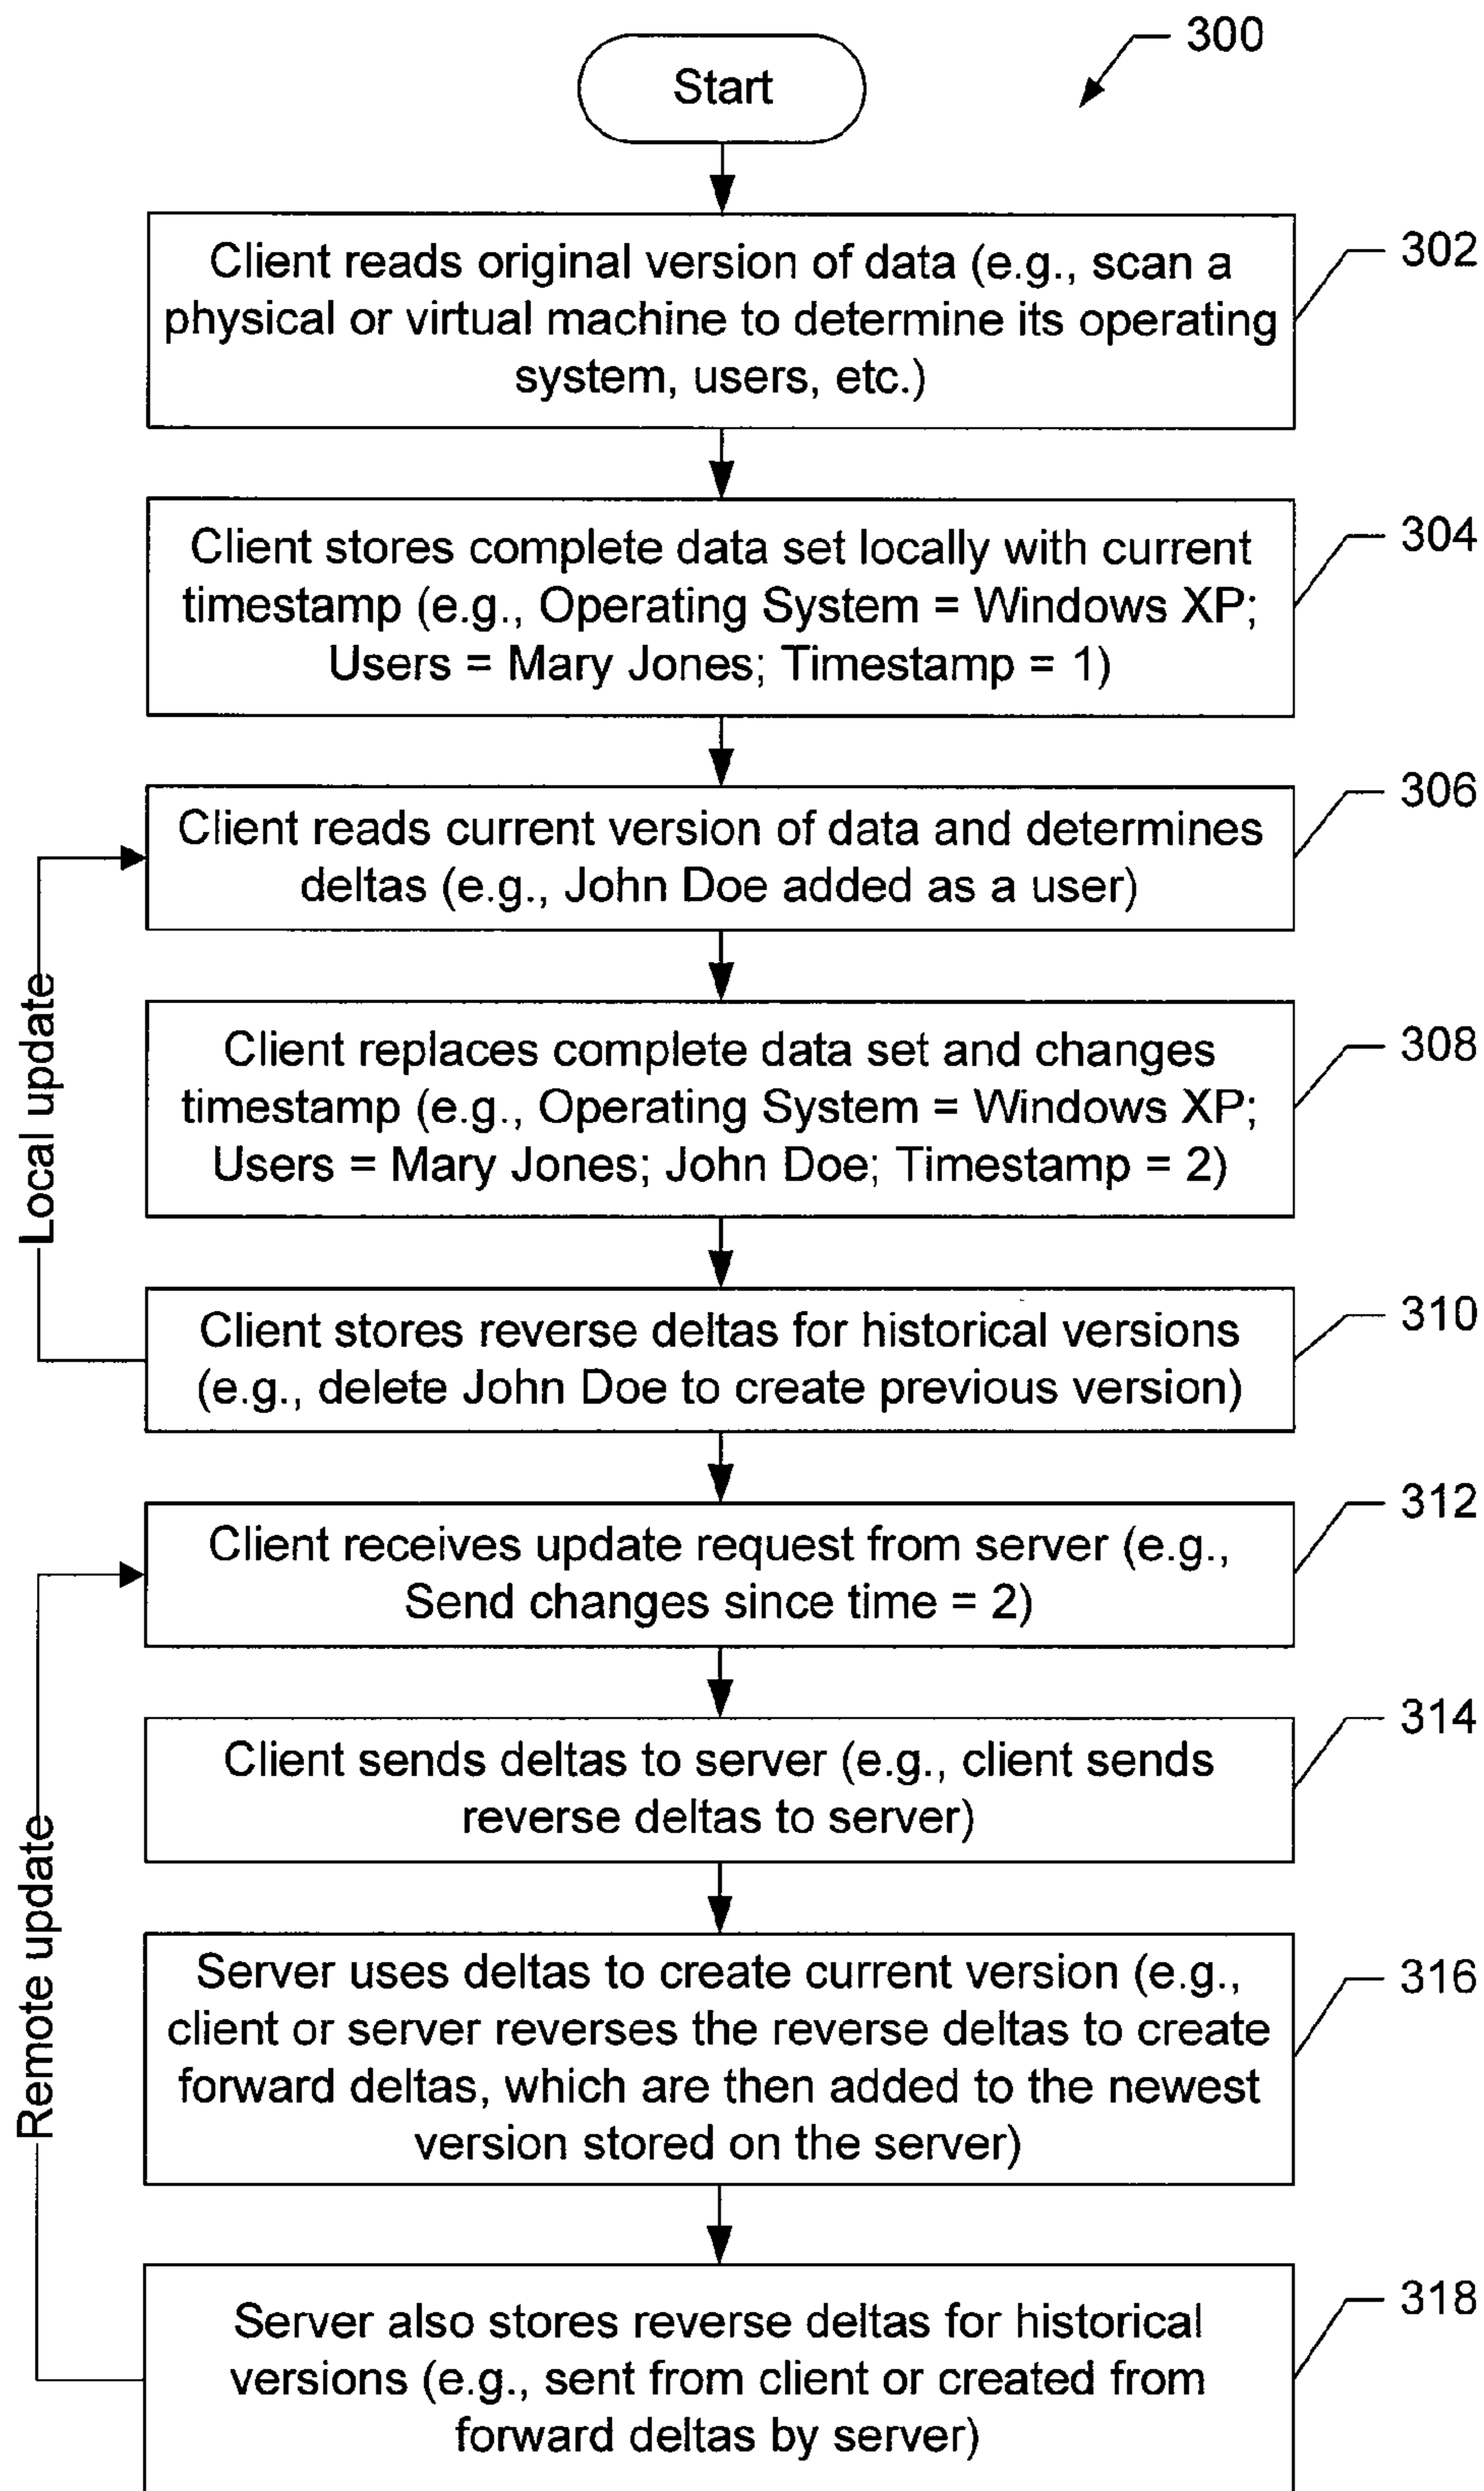 300
Start
302
Client reads original version of data (e.g., scan a
physical or virtual machine to determine its operating
system, users, etc.)
304
Client stores complete data set locally with current
timestamp (e.g., Operating System = Windows XP;
Users = Mary Jones; Timestamp = 1)
306
Client reads current version of data and determines
deltas (e.g., John Doe added as a user)
Local update
308
Client replaces complete data set and changes
timestamp (e.g., Operating System = Windows XP;
Users = Mary Jones; John Doe; Timestamp = 2)
310
Client stores reverse deltas for historical versions
(e.g., delete John Doe to create previous version)
312
Client receives update request from server (e.g.,
Send changes since time = 2)
314
Client sends deltas to server (e.g., client sends
reverse deltas to server)
Remote update
316
Server uses deltas to create current version (e.g.,
client or server reverses the reverse deltas to create
forward deltas, which are then added to the newest
version stored on the server)
318
Server also stores reverse deltas for historical
versions (e.g., sent from client or created from
forward deltas by server)